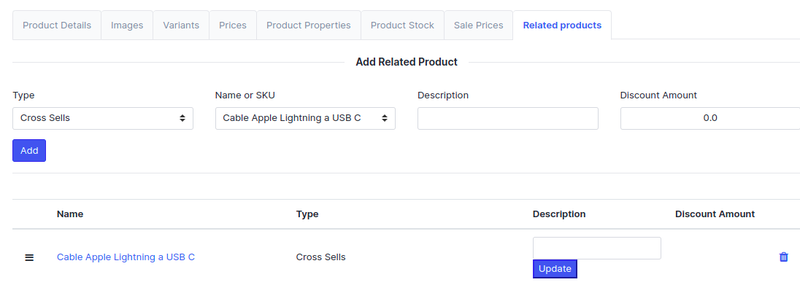 Product Details Images Variants Prices Product Properties Product Stock Sale Prices Related products
Add Related Product
Type Name or SKU Description Discount Amount
Cross Sells Cable Apple Lightning a USB C 0.0
Add
Name Type Description Discount Amount
Cable Apple Lightning a USB C Cross Sells
Update